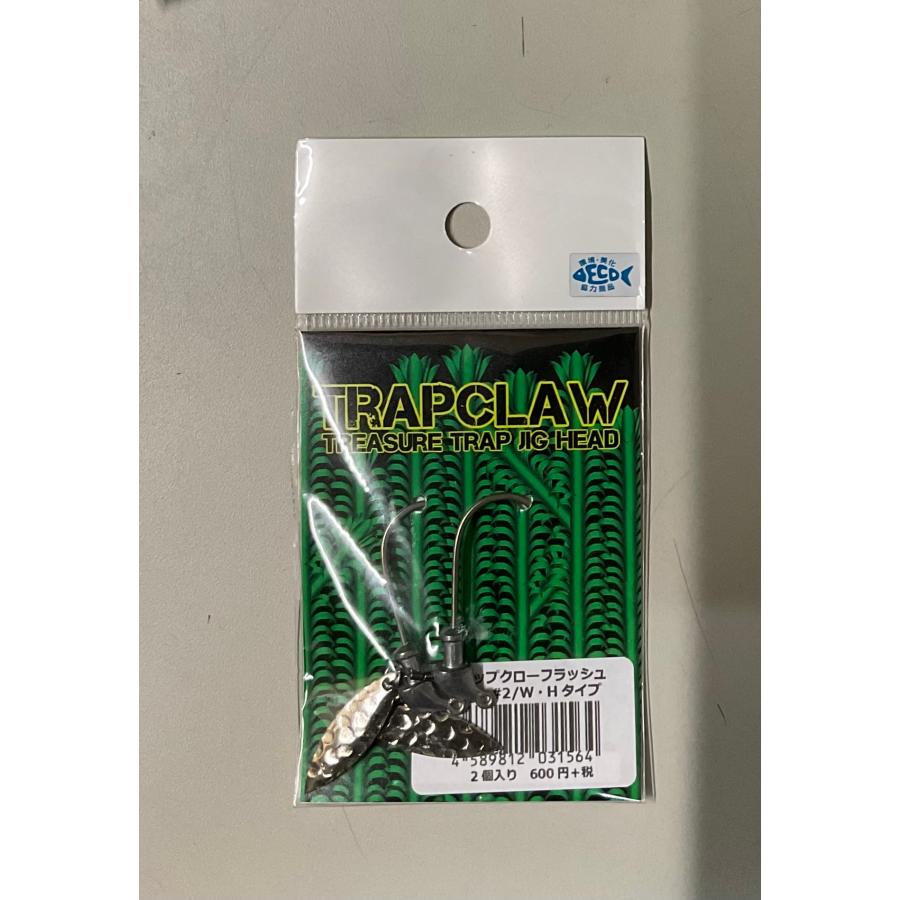 環境・美化
ECO
協力商品
TRAPCLAW
TREASURE TRAP JIG HEAD
ップクローフラッシュ
#2/W・Hタイプ
4 589812 031564
2個入り 600円+税